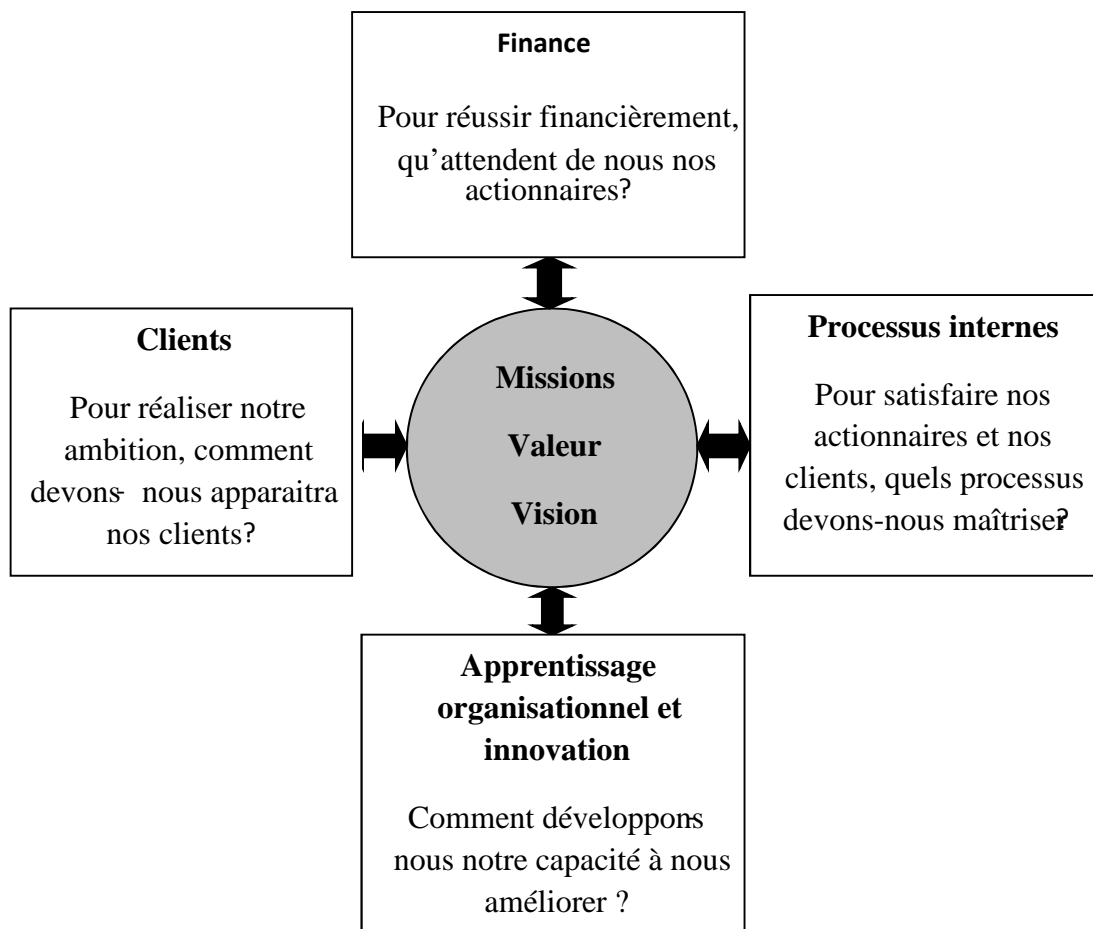 Finance
Pour réussir financièrement,
qu’attendent de nous nos
actionnaires?
Clients
Pour réaliser notre
ambition, comment
devons- nous apparaitra
nos clients?
Missions
Valeur
Vision
Processus internes
Pour satisfaire nos
actionnaires et nos
clients, quels processus
devons-nous maîtriser?
Apprentissage
organisationnel et
innovation
Comment développons-
nous notre capacité à nous
améliorer ?